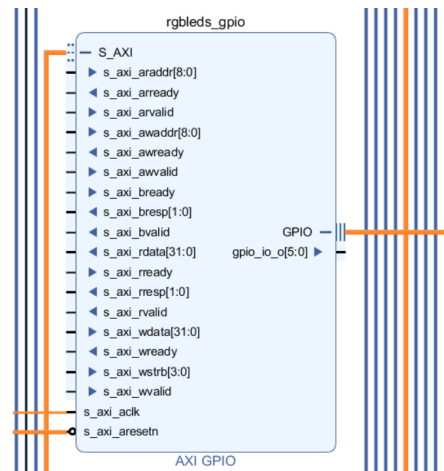 rgbleds_gpio
S_AXI
s_axi_araddr[8:0]
s_axi_arready
s_axi_arvalid
s_axi_awaddr[8:0]
s_axi_awready
s_axi_awvalid
s_axi_bready
s_axi_bresp[1:0]
s_axi_bvalid
s_axi_rdata[31:0]
s_axi_rready
s_axi_rresp[1:0]
s_axi_rvalid
s_axi_wdata[31:0]
s_axi_wready
s_axi_wstrb[3:0]
s_axi_wvalid
s_axi_aclk
s_axi_aresetn
GPIO
gpio_io_o[5:0]
AXI GPIO